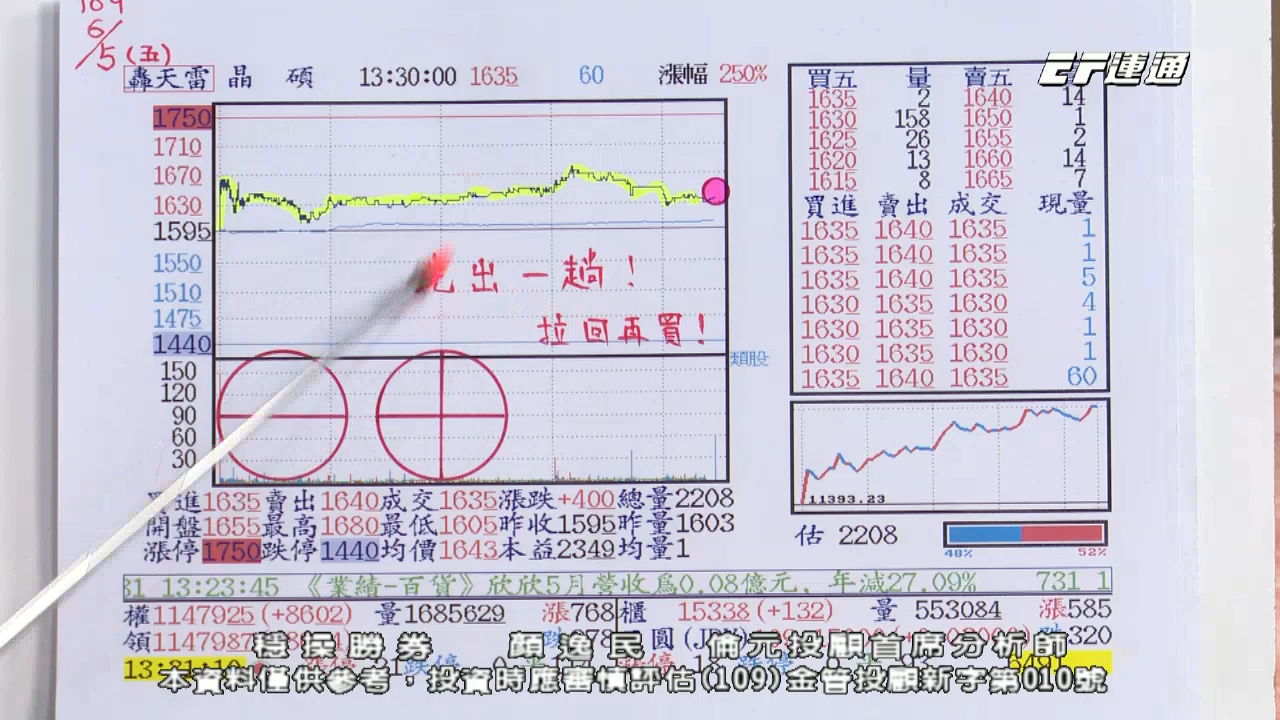 109
6/5(五)
轟天雷 晶 碩 13:30:00 1635 60 漲幅 250%
CF運通
1750
1710
1670
1630
1595
1550
1510
1475
1440
150
120
90
60
30
出一趟!
拉回再買!
類股
買五 量 賣五
1635 2 1640 14
1630 158 1650 1
1625 26 1655 2
1620 13 1660 14
1615 8 1665 7
買進 賣出 成交 現量
1635 1640 1635 1
1635 1640 1635 1
1635 1640 1635 5
1630 1635 1630 4
1630 1635 1630 1
1630 1635 1630 1
1635 1640 1635 60
11393.23
估 2208
48% 52%
買進1635賣出1640成交1635漲跌+400總量2208
開盤1655最高1680最低1605昨收1595昨量1603
漲停1750跌停1440均價1643本益2349均量1
31 13:23:45 《業績-百貨》欣欣5月營收為0.08億元, 年減27.09% 731 1
權1147925(+8602) 量1685629 漲768 櫃 15338(+132) 量 553084 漲585
穩操勝券 顏逸民 倫元投顧首席分析師
本資料僅供參考,投資時應審慎評估(109)金管投顧新字第010號